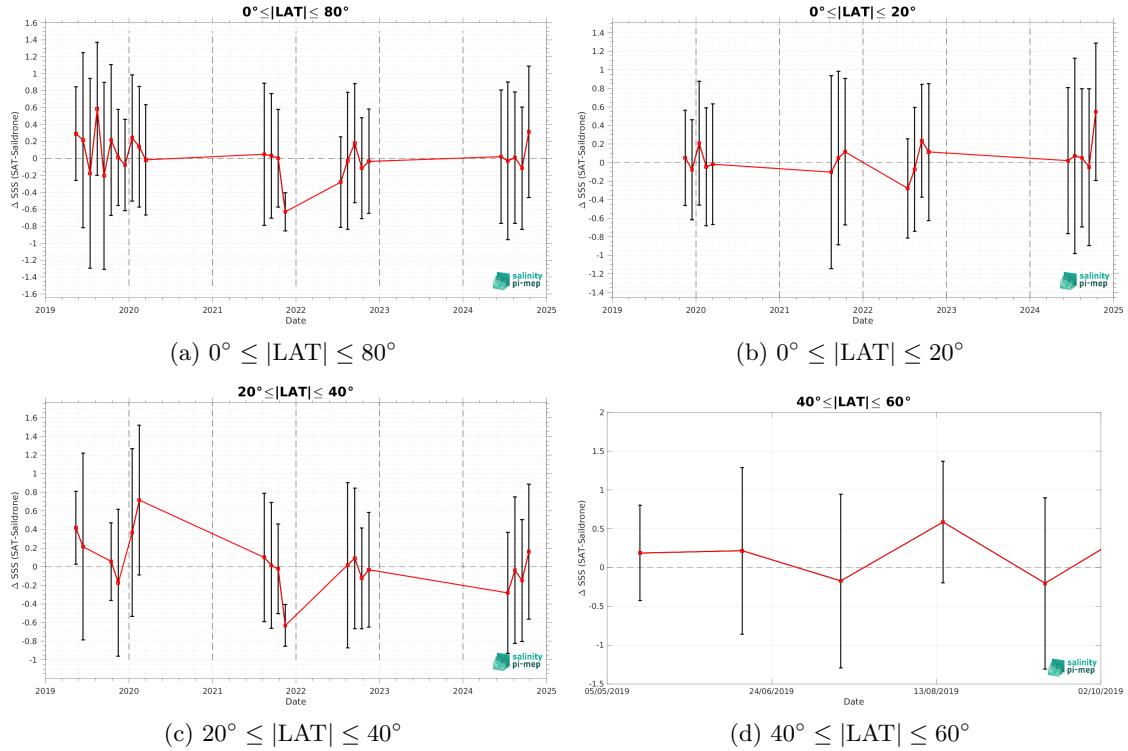 0°≤|LAT|≤ 80°
1.6
1.4
1.2
1
0.8
0.6
0.4
0.2
0
-0.2
-0.4
-0.6
-0.8
-1
-1.2
-1.4
-1.6
Δ SSS (SAT-Saildrone)
2019 2020 2021 2022 2023 2024 2025
Date
salinity
pi-mep
(a) 0° ≤ |LAT| ≤ 80°
0°≤|LAT|≤ 20°
1.4
1.2
1
0.8
0.6
0.4
0.2
0
-0.2
-0.4
-0.6
-0.8
-1
-1.2
-1.4
Δ SSS (SAT-Saildrone)
2019 2020 2021 2022 2023 2024 2025
Date
salinity
pi-mep
(b) 0° ≤ |LAT| ≤ 20°
20°≤|LAT|≤ 40°
1.6
1.4
1.2
1
0.8
0.6
0.4
0.2
0
-0.2
-0.4
-0.6
-0.8
-1
Δ SSS (SAT-Saildrone)
2019 2020 2021 2022 2023 2024 2025
Date
salinity
pi-mep
(c) 20° ≤ |LAT| ≤ 40°
40°≤|LAT|≤ 60°
2
1.5
1
0.5
0
-0.5
-1
-1.5
Δ SSS (SAT-Saildrone)
05/05/2019 24/06/2019 13/08/2019 02/10/2019
Date
salinity
pi-mep
(d) 40° ≤ |LAT| ≤ 60°